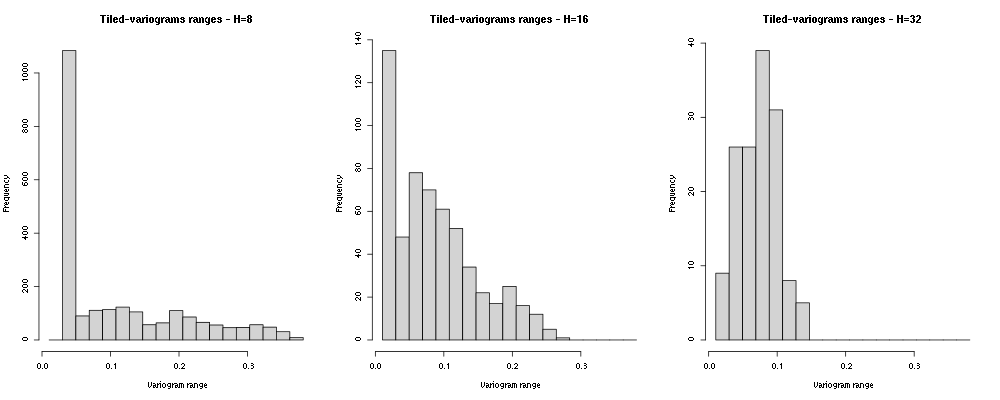 Tiled-variograms ranges - H=8
Frequency
0
200
400
600
800
1000
0.0 0.1 0.2 0.3
Variogram range
Tiled-variograms ranges - H=16
Frequency
0
20
40
60
80
100
120
140
0.0 0.1 0.2 0.3
Variogram range
Tiled-variograms ranges - H=32
Frequency
0
10
20
30
40
0.0 0.1 0.2 0.3
Variogram range